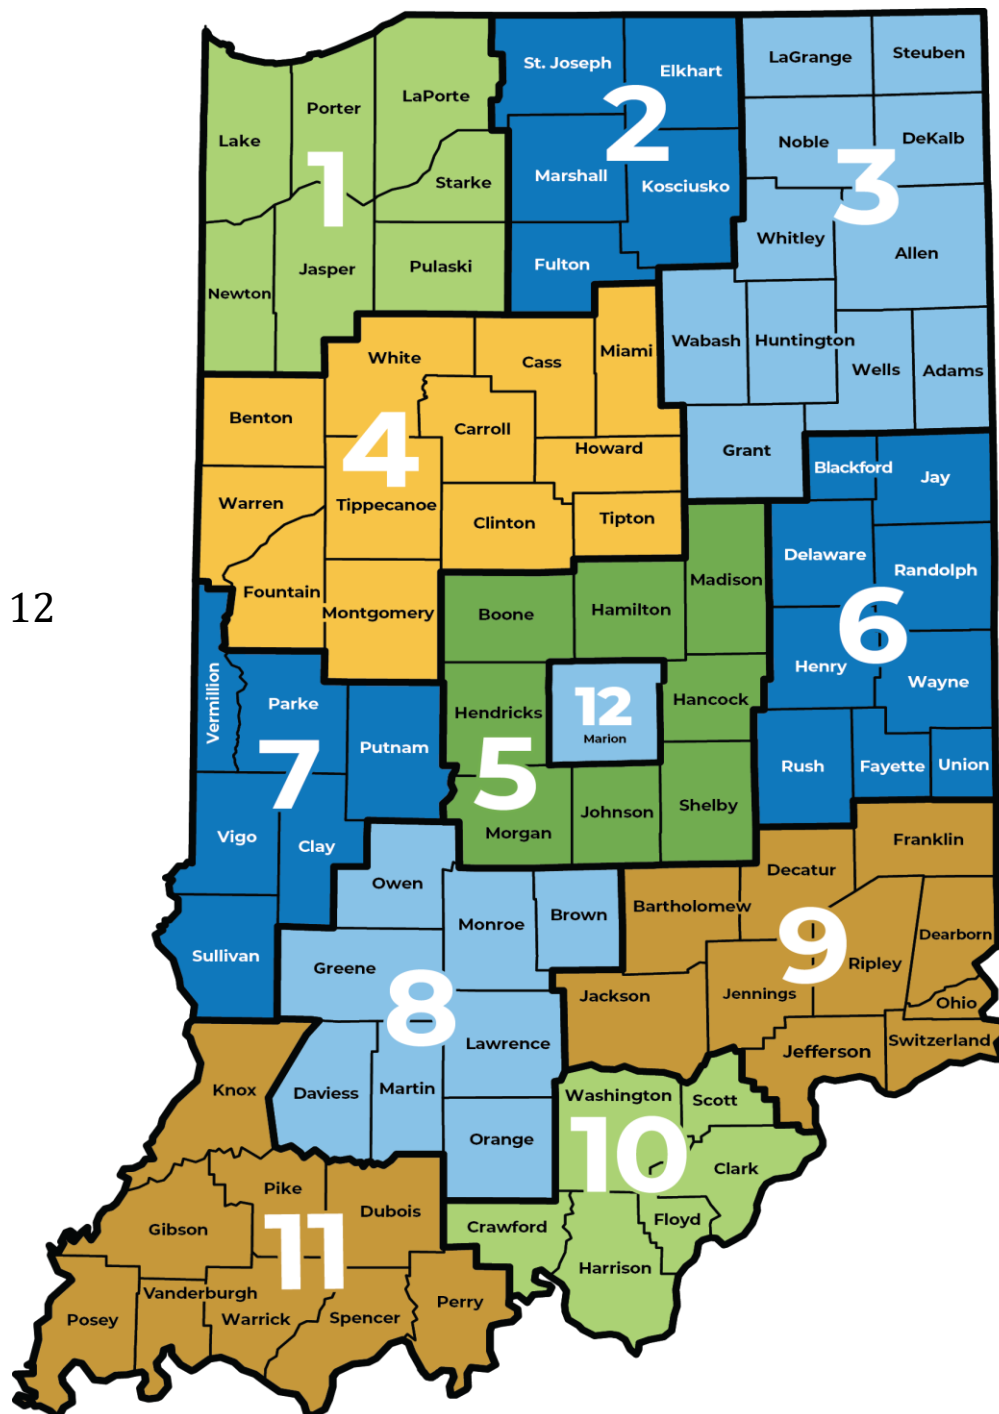 St. Joseph
Elkhart
LaGrange
Steuben
LaPorte
Porter
Lake
2
Noble
DeKalb
1
Starke
Marshall
Kosciusko
3
Whitley
Allen
Jasper
Pulaski
Fulton
Newton
White
Cass
Miami
Wabash
Huntington
Wells
Adams
Benton
Carroll
4
Howard
Grant
Blackford
Jay
Warren
Tippecanoe
Clinton
Tipton
Delaware
Randolph
Madison
Fountain
Montgomery
Boone
Hamilton
12
6
Henry
Wayne
Vermillion
Parke
Hendricks
12
Marion
Hancock
Putnam
7
5
Rush
Fayette
Union
Vigo
Clay
Morgan
Johnson
Shelby
Franklin
Decatur
Owen
Monroe
Brown
Bartholomew
9
Dearborn
Sullivan
Greene
Ripley
Jackson
Jennings
Ohio
8
Lawrence
Jefferson
Switzerland
Knox
Daviess
Martin
Washington
Scott
Orange
10
Clark
Pike
Dubois
Gibson
11
Crawford
Floyd
Harrison
Vanderburgh
Perry
Posey
Warrick
Spencer